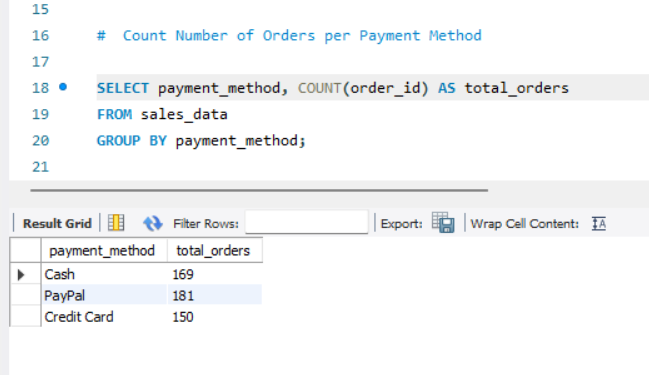 15
16 # Count Number of Orders per Payment Method
17
18 SELECT payment_method, COUNT(order_id) AS total_orders
19 FROM sales_data
20 GROUP BY payment_method;
21
Result Grid Filter Rows: Export: Wrap Cell Content: IA
payment_method total_orders
Cash 169
PayPal 181
Credit Card 150